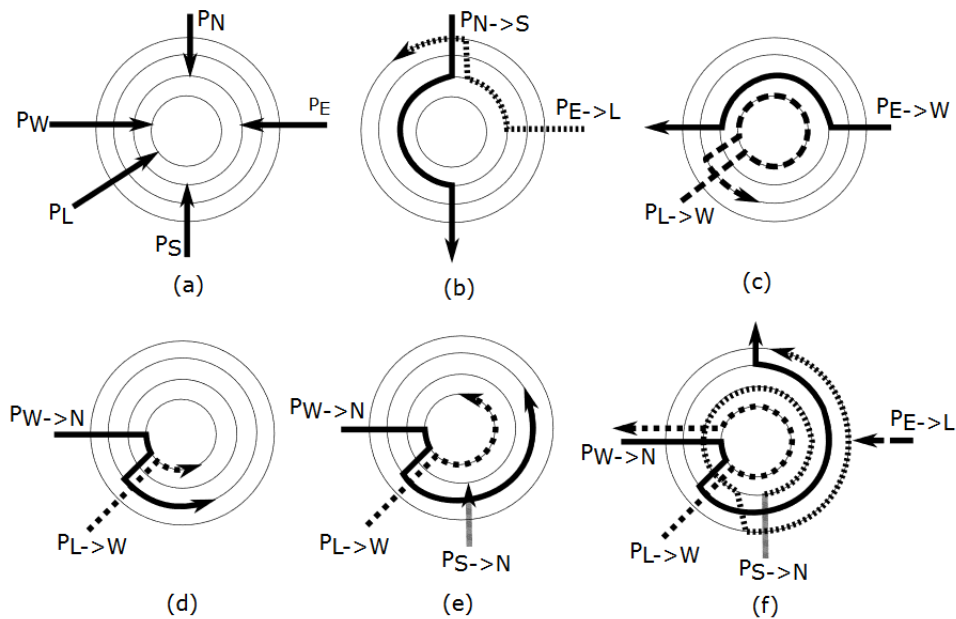 PN
PW
PE
PL
PS
(a)
PN->S
PE->L
(b)
PE->W
PL->W
(c)
PW->N
PL->W
(d)
PW->N
PL->W
PS->N
(e)
PE->L
PW->N
PL->W
PS->N
(f)